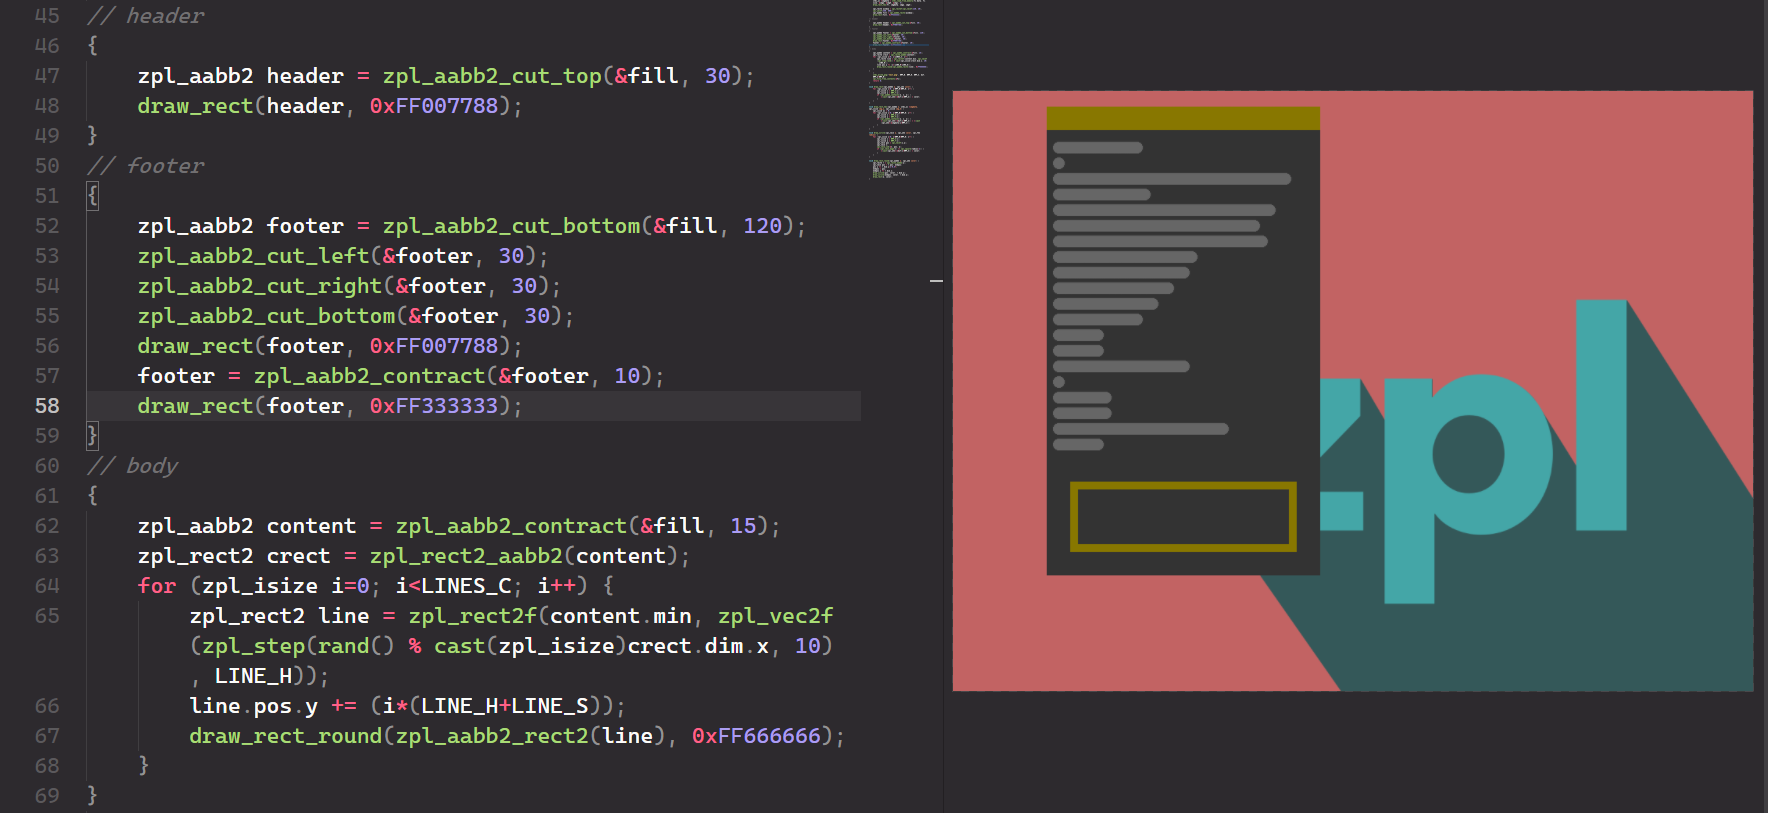 45 // header
46 {
47 zpl_aabb2 header = zpl_aabb2_cut_top(&fill, 30);
48 draw_rect(header, 0xFF007788);
49 }
50 // footer
51 {
52 zpl_aabb2 footer = zpl_aabb2_cut_bottom(&fill, 120);
53 zpl_aabb2_cut_left(&footer, 30);
54 zpl_aabb2_cut_right(&footer, 30);
55 zpl_aabb2_cut_bottom(&footer, 30);
56 draw_rect(footer, 0xFF007788);
57 footer = zpl_aabb2_contract(&footer, 10);
58 draw_rect(footer, 0xFF333333);
59 }
60 // body
61 {
62 zpl_aabb2 content = zpl_aabb2_contract(&fill, 15);
63 zpl_rect2 crect = zpl_rect2_aabb2(content);
64 for (zpl_isize i=0; i<LINES_C; i++) {
65 zpl_rect2 line = zpl_rect2f(content.min, zpl_vec2f
(zpl_step(rand() % cast(zpl_isize)crect.dim.x, 10)
, LINE_H));
66 line.pos.y += (i*(LINE_H+LINE_S));
67 draw_rect_round(zpl_aabb2_rect2(line), 0xFF666666);
68 }
69 }
zpl